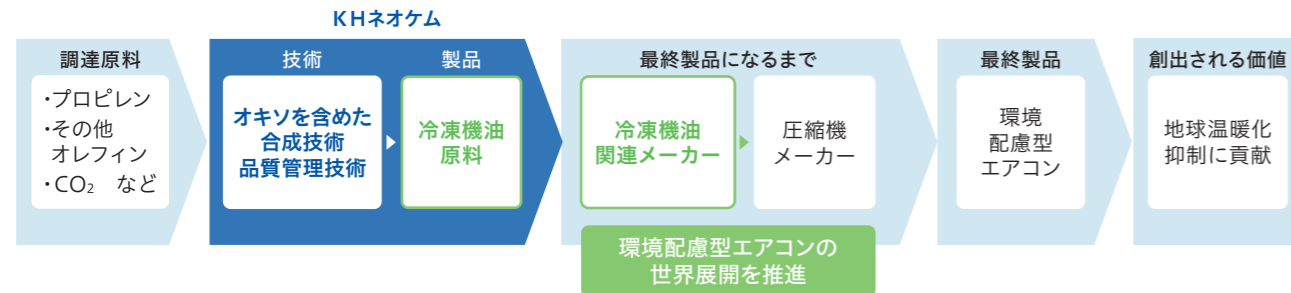 KHネオケム
調達原料
・プロピレン
・その他
オレフィン
・CO₂ など
技術
オキソを含めた
合成技術
品質管理技術
製品
冷凍機油
原料
最終製品になるまで
冷凍機油
関連メーカー
圧縮機
メーカー
環境配慮型エアコンの
世界展開を推進
最終製品
環境
配慮型
エアコン
創出される価値
地球温暖化
抑制に貢献